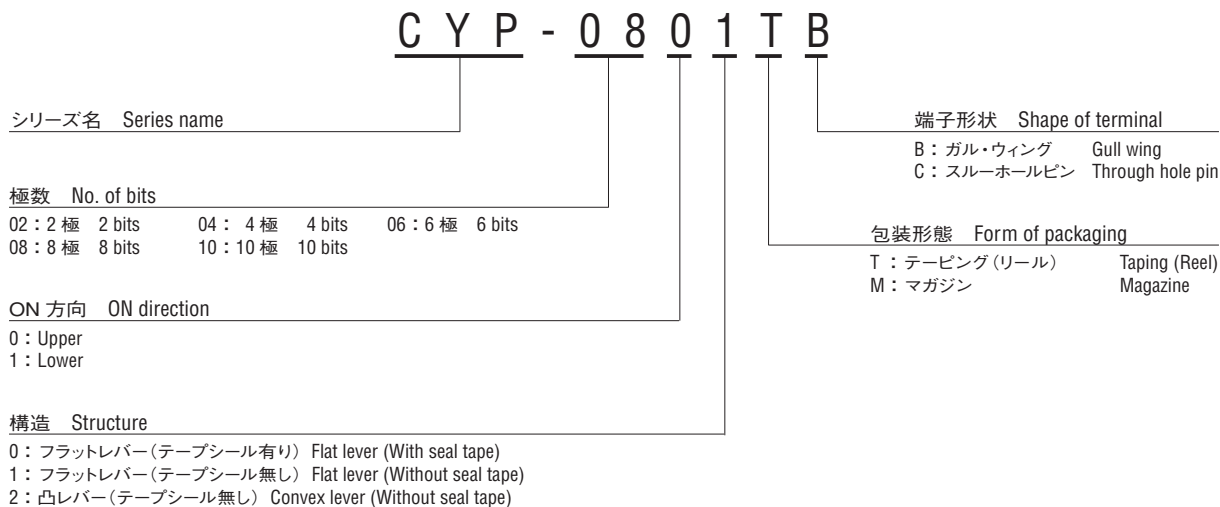 CYP-0801TB
シリーズ名 Series name
極数 No. of bits
02：2 極 2 bits 04： 4 極 4 bits 06：6 極 6 bits
08：8 極 8 bits 10：10 極 10 bits
ON 方向 ON direction
0：Upper
1：Lower
構造 Structure
0：フラットレバー（テープシール有り） Flat lever (With seal tape)
1：フラットレバー（テープシール無し） Flat lever (Without seal tape)
2：凸レバー（テープシール無し） Convex lever (Without seal tape)
端子形状 Shape of terminal
B：ガル・ウィング Gull wing
C：スルーホールピン Through hole pin
包装形態 Form of packaging
T：テーピング（リール） Taping (Reel)
M：マガジン Magazine